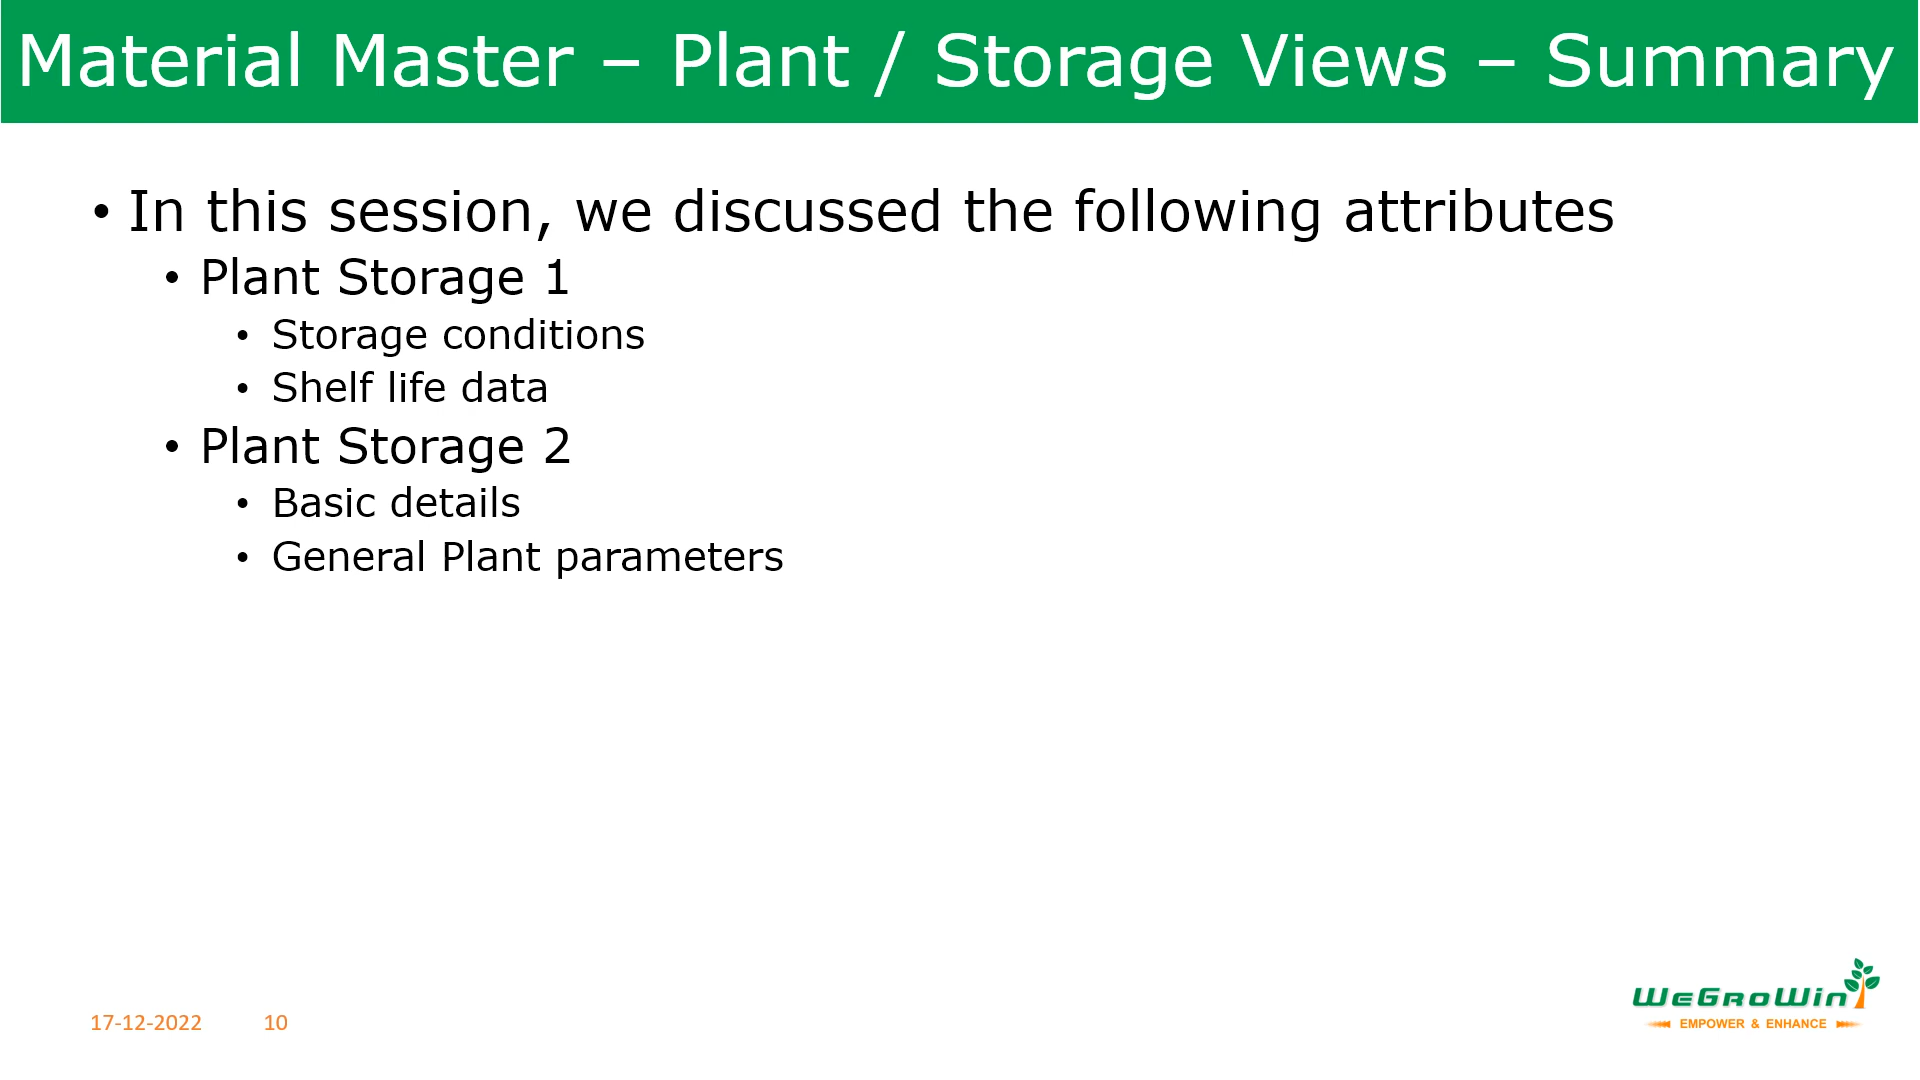 Material Master – Plant / Storage Views – Summary
• In this session, we discussed the following attributes
• Plant Storage 1
• Storage conditions
• Shelf life data
• Plant Storage 2
• Basic details
• General Plant parameters
17-12-2022 10
WeGroWin
EMPOWER & ENHANCE